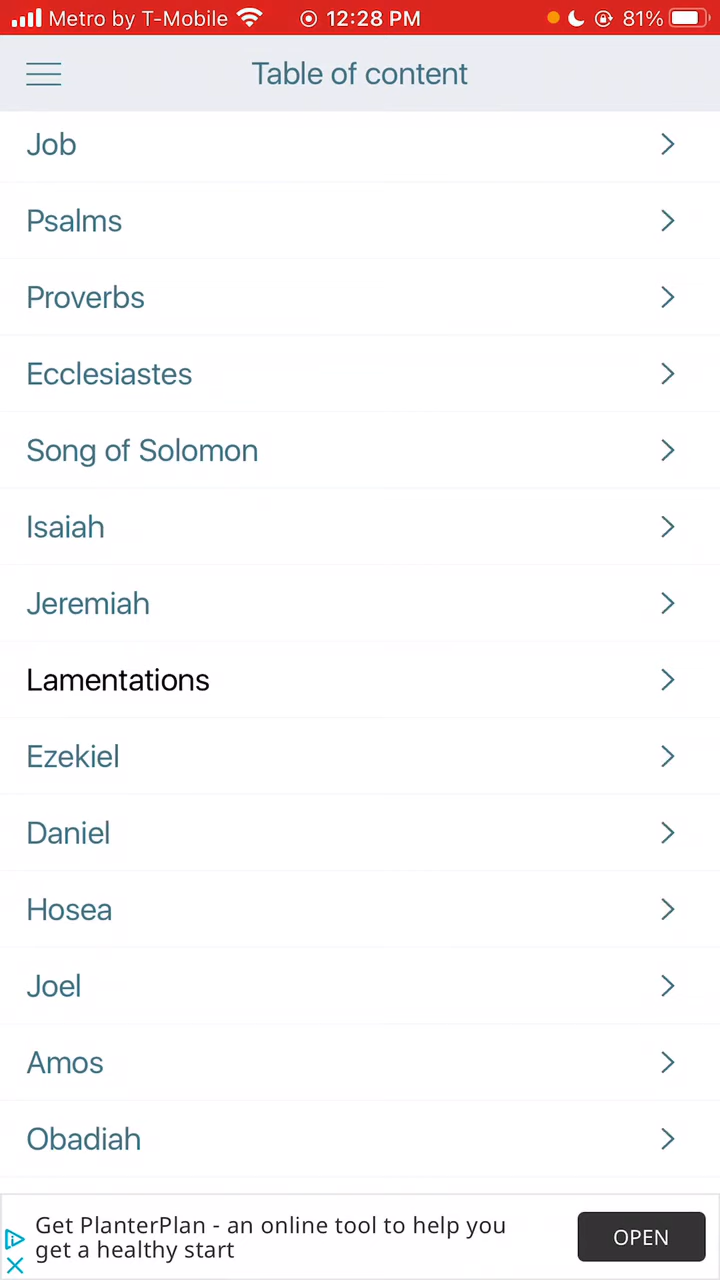 Metro by T-Mobile 12:28 PM 81%
Table of content
Job
Psalms
Proverbs
Ecclesiastes
Song of Solomon
Isaiah
Jeremiah
Lamentations
Ezekiel
Daniel
Hosea
Joel
Amos
Obadiah
Get PlanterPlan - an online tool to help you
get a healthy start
OPEN